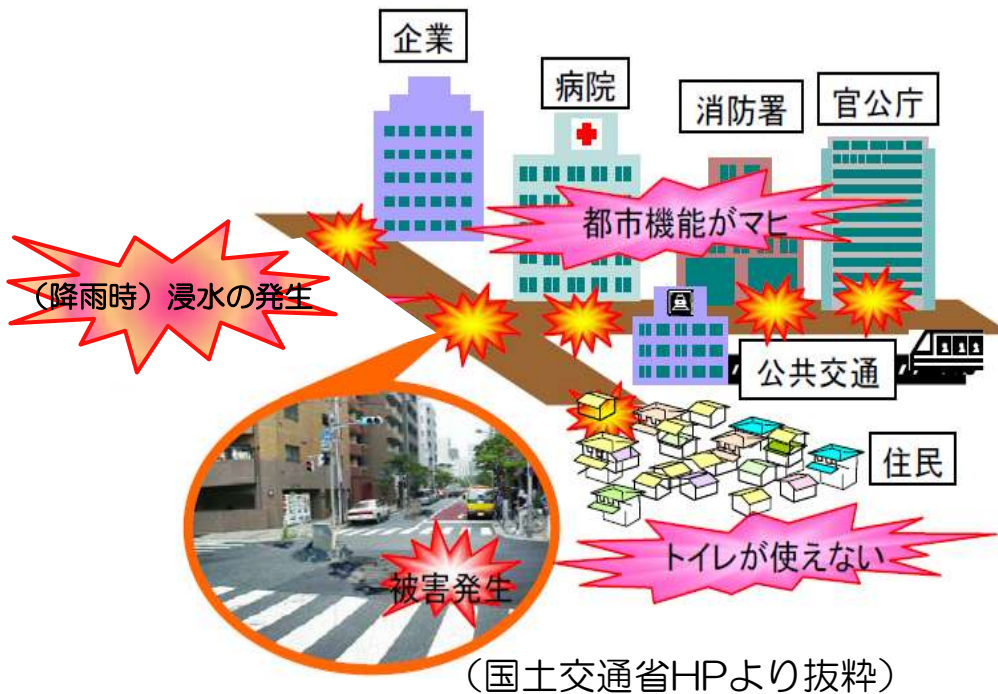 企業
病院
消防署
官公庁
都市機能がマヒ
（降雨時）浸水の発生
公共交通
住民
トイレが使えない
被害発生
（国土交通省HPより抜粋）